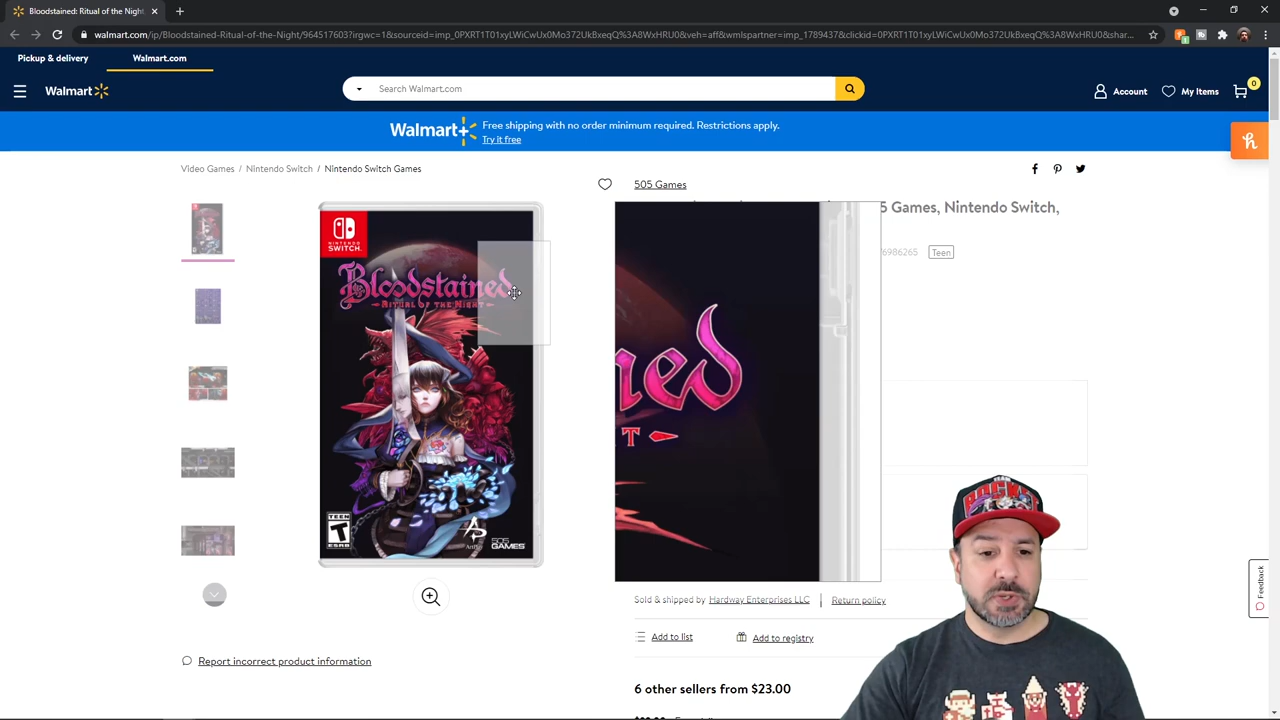 Bloodstained Ritual of the Night
walmart.com/ip/Bloodstained-Ritual-of-the-Night/964517603?irgwc=1&sourceid=imp_0PXRT1T01xyLWiCwUx0Mo372UkBxeqQ%3A8WxHRU0&veh=aff&wmlspartner=imp_1789437&clickid=0PXRT1T01xyLWiCwUx0Mo372UkBxeqQ%3A8WxHRU0&shar...
Pickup & delivery
Walmart.com
Walmart
Search Walmart.com
Account
My Items
0
Walmart+
Free shipping with no order minimum required. Restrictions apply.
Try it free
Video Games / Nintendo Switch / Nintendo Switch Games
505 Games
5 Games, Nintendo Switch,
6986265
Teen
NINTENDO
SWITCH
Bloodstained
RITUAL OF THE NIGHT
TEEN
T
ESRB
505
GAMES
ned
T
Sold & shipped by Hardway Enterprises LLC | Return policy
Add to list
Add to registry
Report incorrect product information
6 other sellers from $23.00
Feedback